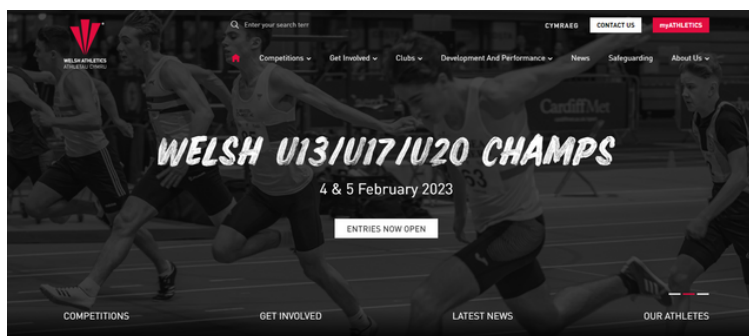 Enter your search terr
CYMRAEG
CONTACT US
myATHLETICS
WELSH ATHLETICS
ATHLETAU CYMRU
Competitions
Get Involved
Clubs
Development And Performance
News
Safeguarding
About Us
CardiffMet
WELSH U13/U17/U20 CHAMPS
63
4 & 5 February 2023
ENTRIES NOW OPEN
COMPETITIONS
GET INVOLVED
LATEST NEWS
OUR ATHLETES